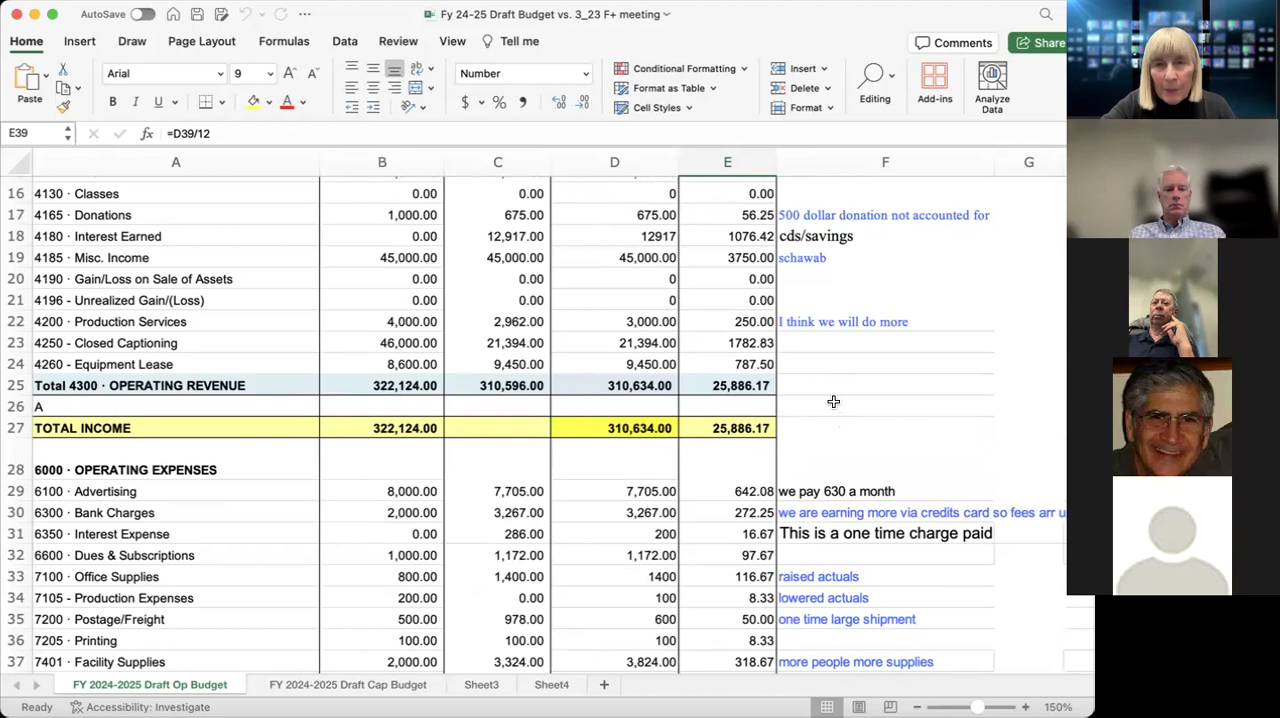 AutoSave
Fy 24-25 Draft Budget vs. 3_23 F+ meeting
Home Insert Draw Page Layout Formulas Data Review View Tell me Comments Share
Paste Arial 9 Number Conditional Formatting Insert
B I U Format as Table Delete Editing Add-ins Analyze Data
Cell Styles Format
E39 fx =D39/12
A B C D E F G
16 4130 · Classes 0.00 0.00 0 0.00
17 4165 · Donations 1,000.00 675.00 675.00 56.25 500 dollar donation not accounted for
18 4180 · Interest Earned 0.00 12,917.00 12917 1076.42 cds/savings
19 4185 · Misc. Income 45,000.00 45,000.00 45,000.00 3750.00 schawab
20 4190 - Gain/Loss on Sale of Assets 0.00 0.00 0 0.00
21 4196 - Unrealized Gain/(Loss) 0.00 0.00 0 0.00
22 4200 · Production Services 4,000.00 2,962.00 3,000.00 250.00 I think we will do more
23 4250 - Closed Captioning 46,000.00 21,394.00 21,394.00 1782.83
24 4260 - Equipment Lease 8,600.00 9,450.00 9,450.00 787.50
25 Total 4300 · OPERATING REVENUE 322,124.00 310,596.00 310,634.00 25,886.17
26 A
27 TOTAL INCOME 322,124.00 310,634.00 25,886.17
28 6000 · OPERATING EXPENSES
29 6100 · Advertising 8,000.00 7,705.00 7,705.00 642.08 we pay 630 a month
30 6300 · Bank Charges 2,000.00 3,267.00 3,267.00 272.25 we are earning more via credits card so fees arr u
31 6350 · Interest Expense 0.00 286.00 200 16.67 This is a one time charge paid
32 6600 · Dues & Subscriptions 1,000.00 1,172.00 1,172.00 97.67
33 7100 · Office Supplies 800.00 1,400.00 1400 116.67 raised actuals
34 7105 - Production Expenses 200.00 0.00 100 8.33 lowered actuals
35 7200 · Postage/Freight 500.00 978.00 600 50.00 one time large shipment
36 7205 · Printing 100.00 100.00 100 8.33
37 7401 · Facility Supplies 2,000.00 3,324.00 3,824.00 318.67 more people more supplies
FY 2024-2025 Draft Op Budget FY 2024-2025 Draft Cap Budget Sheet3 Sheet4
Ready Accessibility: Investigate 150%